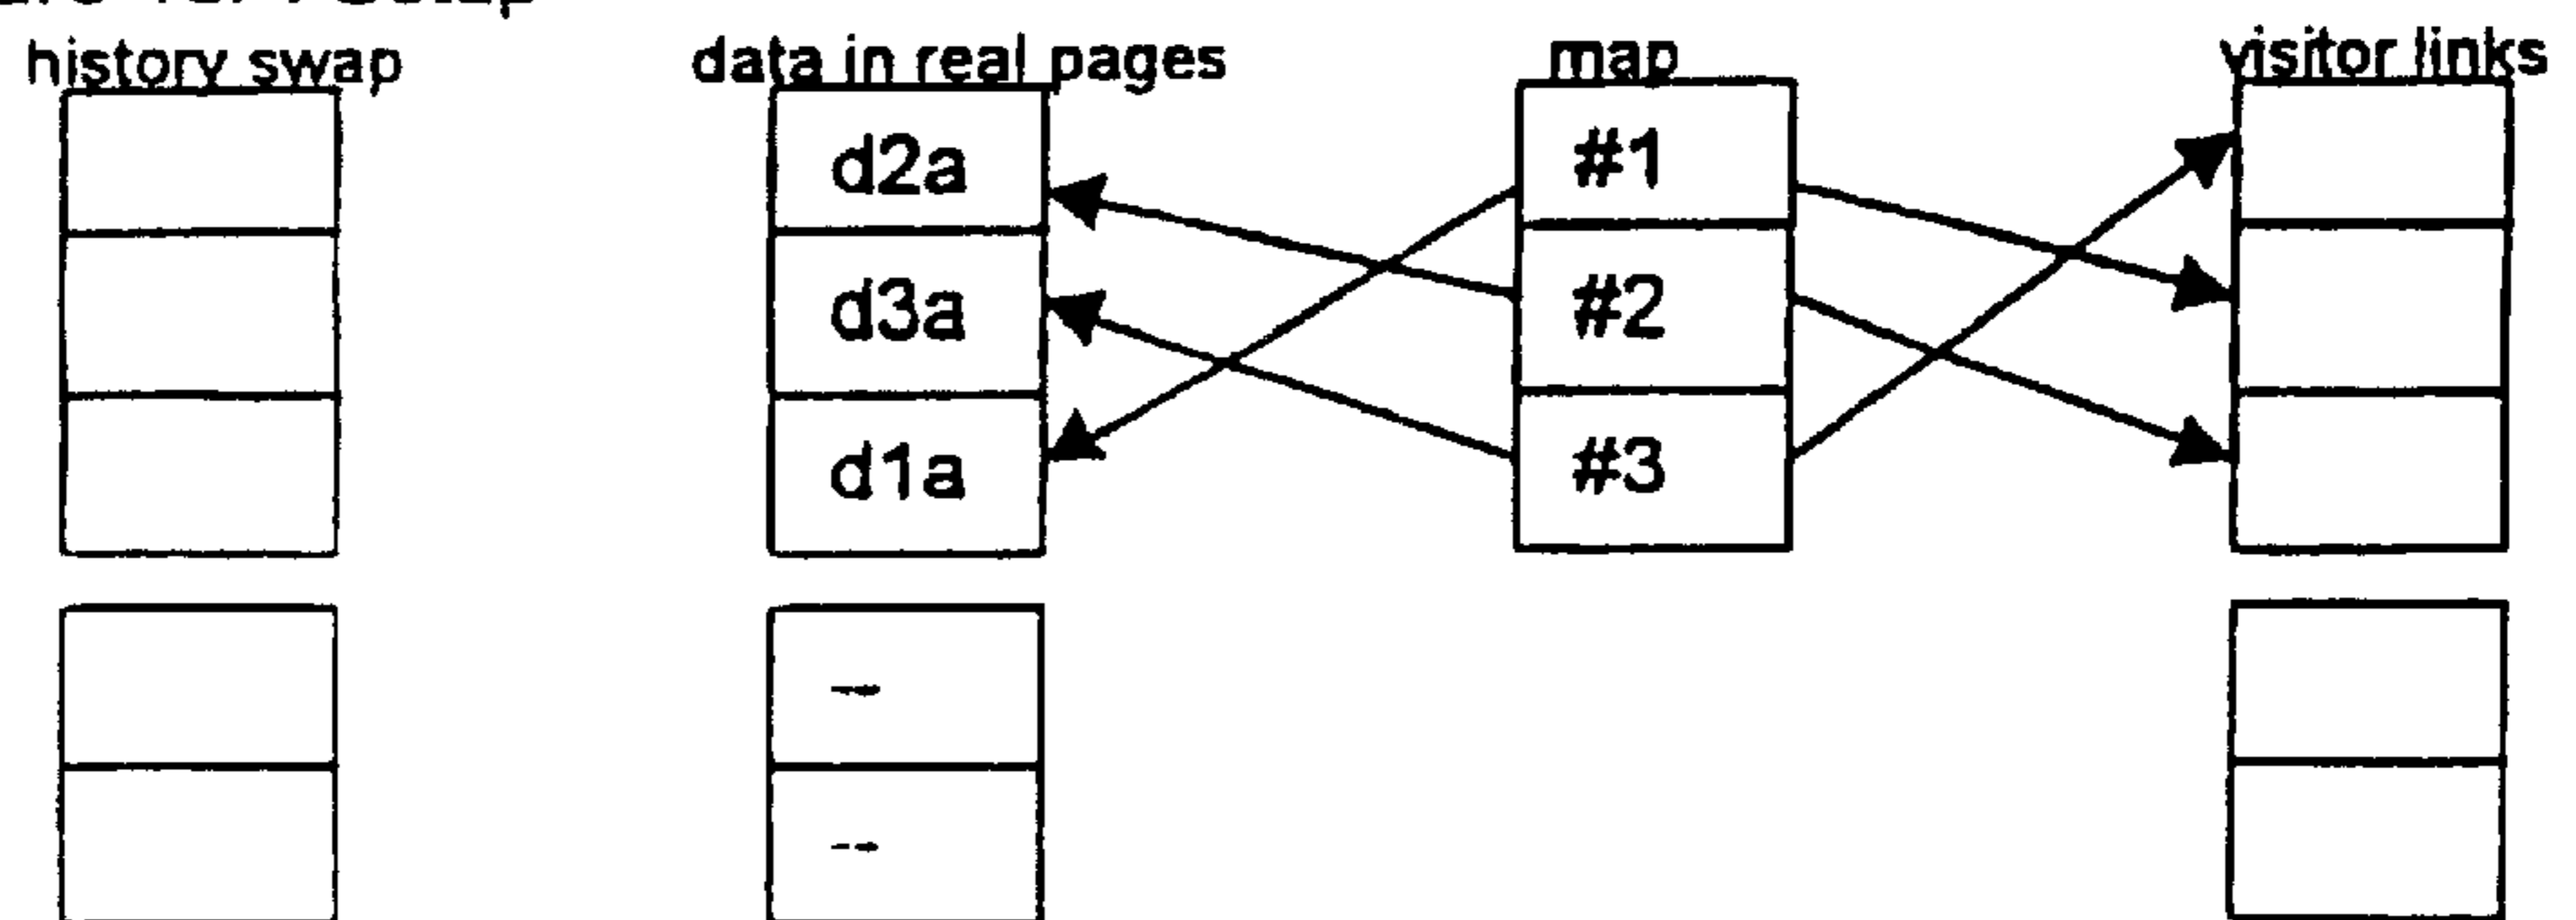 history swap data in real pages map visitor links
d2a #1
d3a #2
d1a #3
--
--